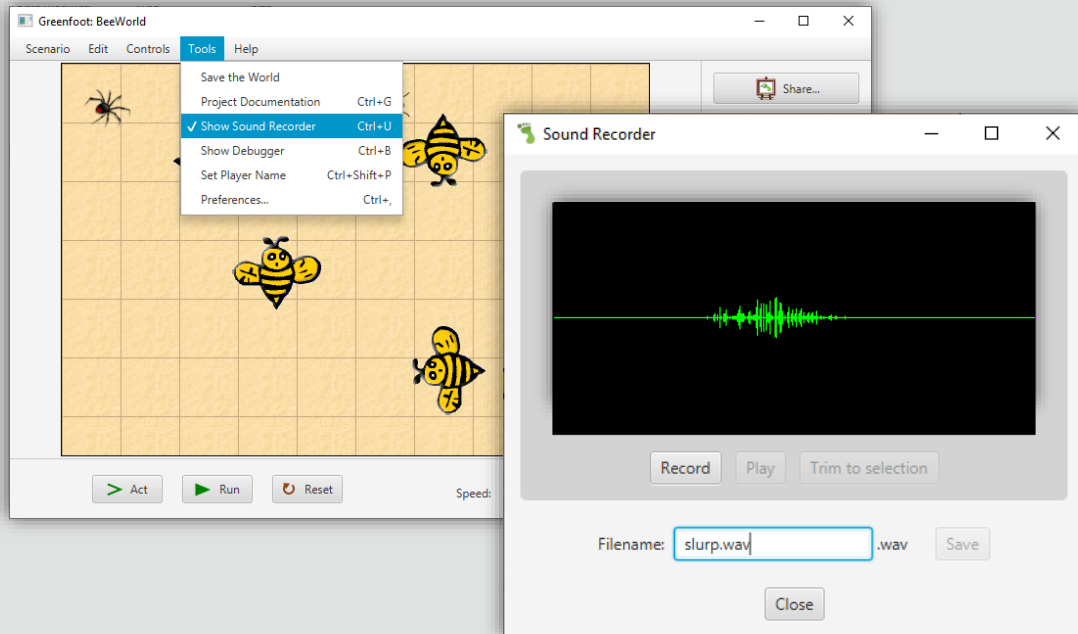 Greenfoot: BeeWorld
Scenario Edit Controls Tools Help
Save the World
Project Documentation Ctrl+G
✓ Show Sound Recorder Ctrl+U
Show Debugger Ctrl+B
Set Player Name Ctrl+Shift+P
Preferences... Ctrl+,
Share...
Act Run Reset
Speed:
Sound Recorder
Record Play Trim to selection
Filename: slurp.wav .wav Save
Close